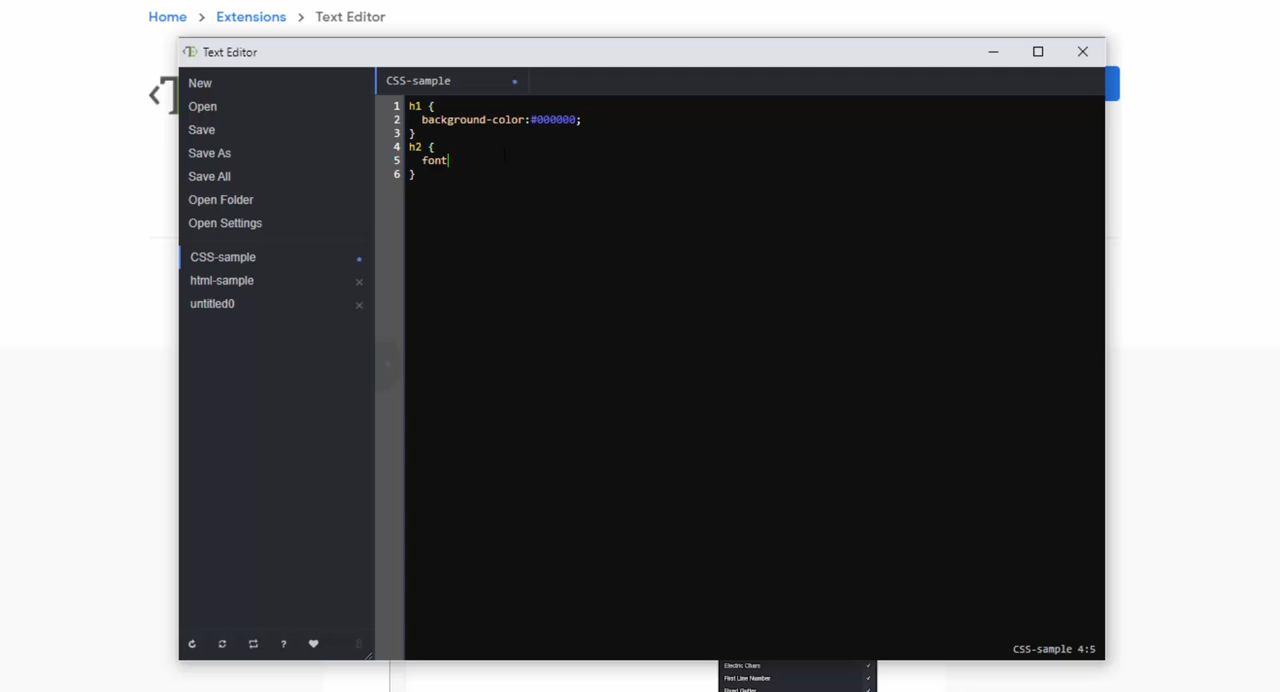 Home > Extensions > Text Editor
Text Editor
New
Open
Save
Save As
Save All
Open Folder
Open Settings
CSS-sample
html-sample
untitled0
CSS-sample
1 h1 {
2 background-color:#000000;
3 }
4 h2 {
5 font
6 }
CSS-sample 4:5
Electric Chars
First Line Number
Fixed Gutter